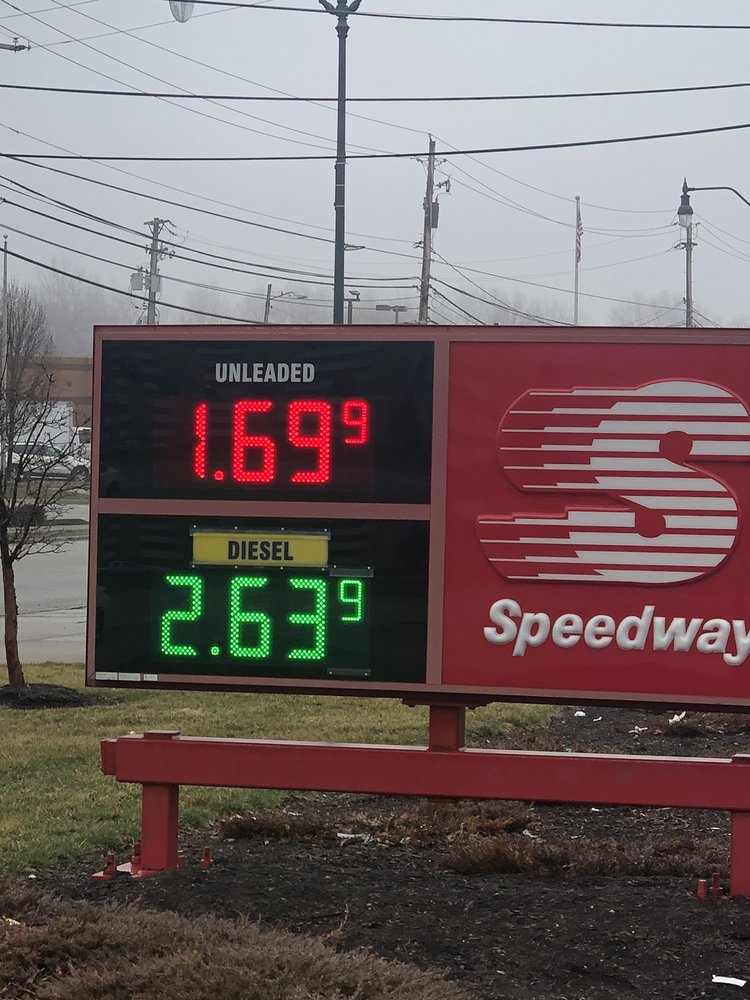 UNLEADED
1.69 9
DIESEL
2.63 9
S
Speedway